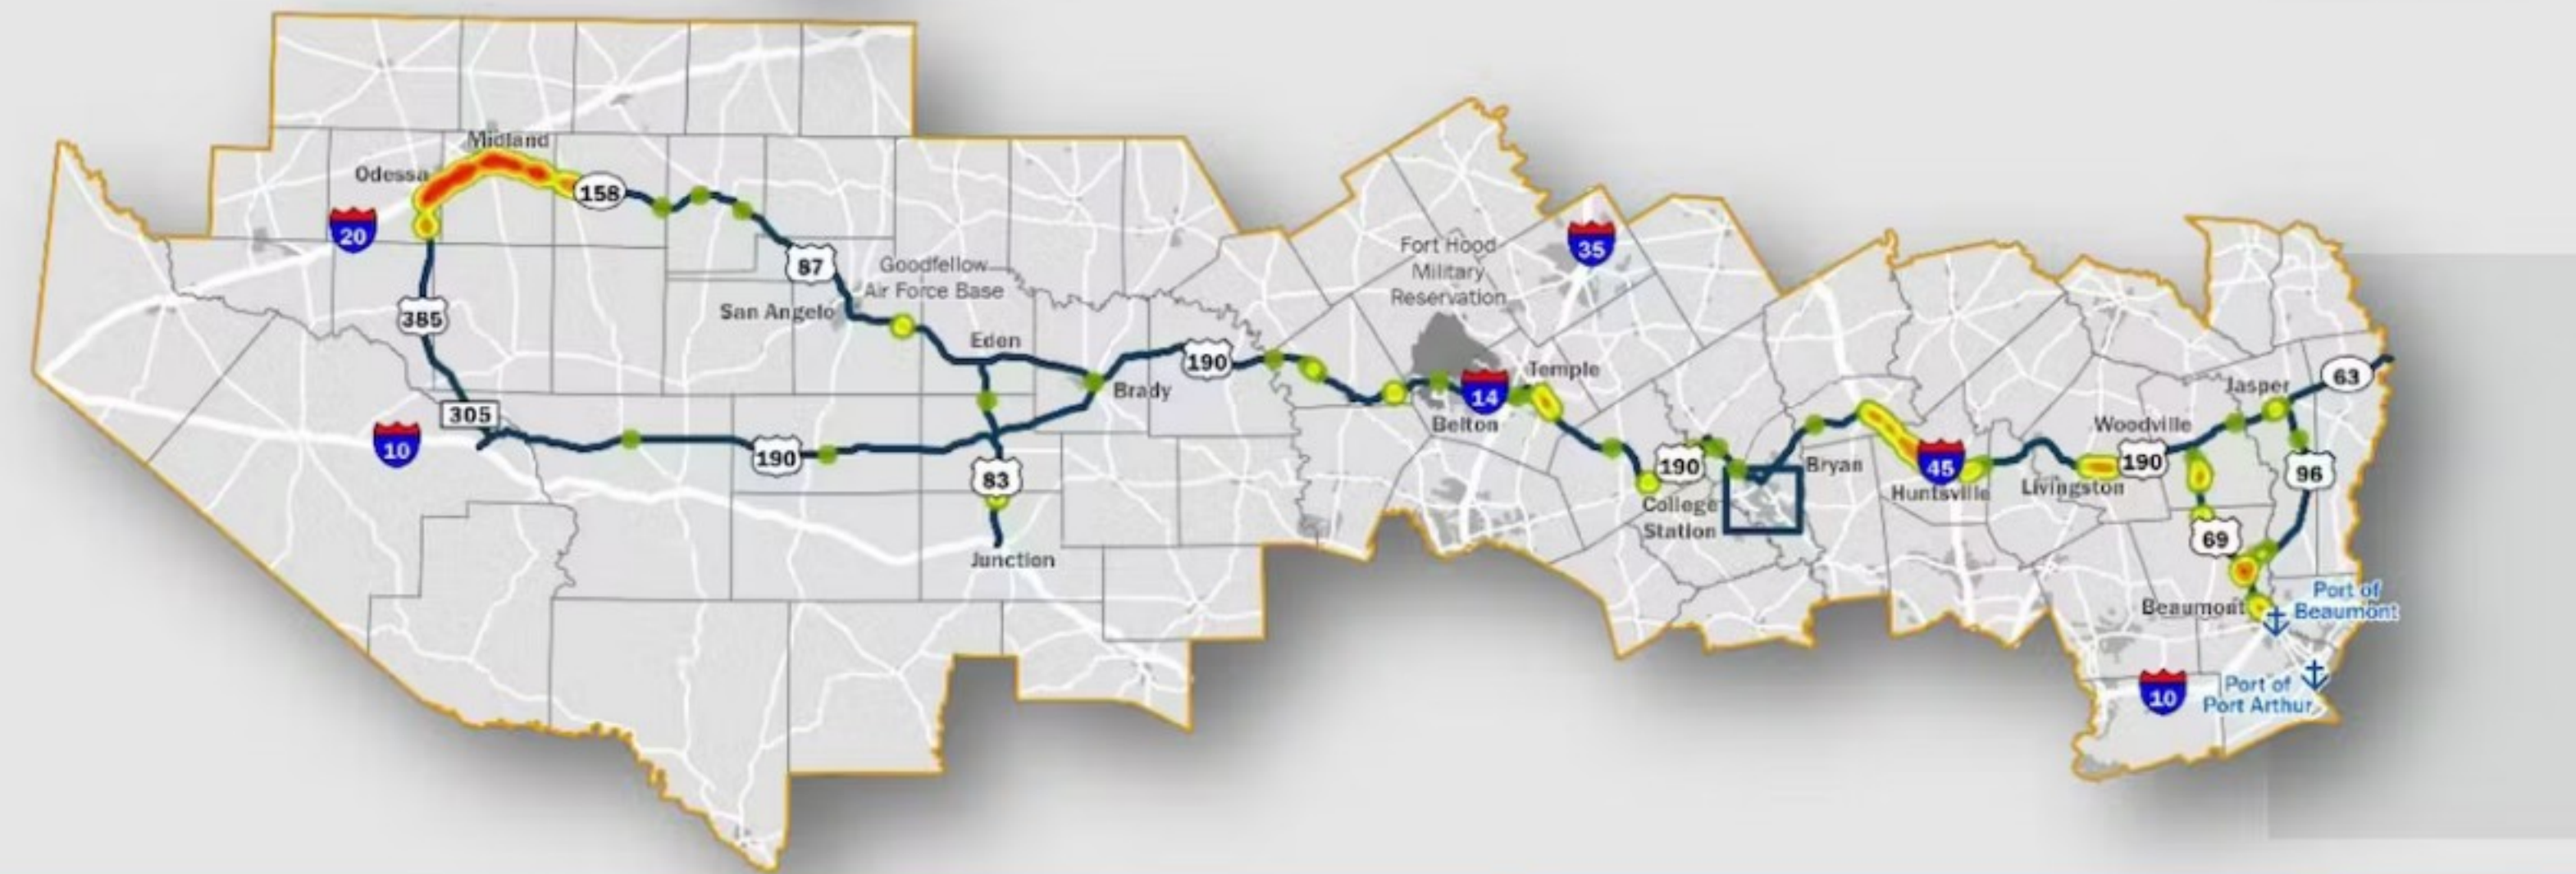 Midland
Odessa
158
20
87
Goodfellow
Air Force Base
385
San Angelo
Eden
305
10
190
Brady
190
83
Junction
Fort Hood
Military
Reservation
35
14
Temple
Belton
190
College
Station
Bryan
45
Huntsville
Livingston
190
Woodville
Jasper
63
96
69
Beaumont
Port of
Beaumont
10
Port of
Port Arthur